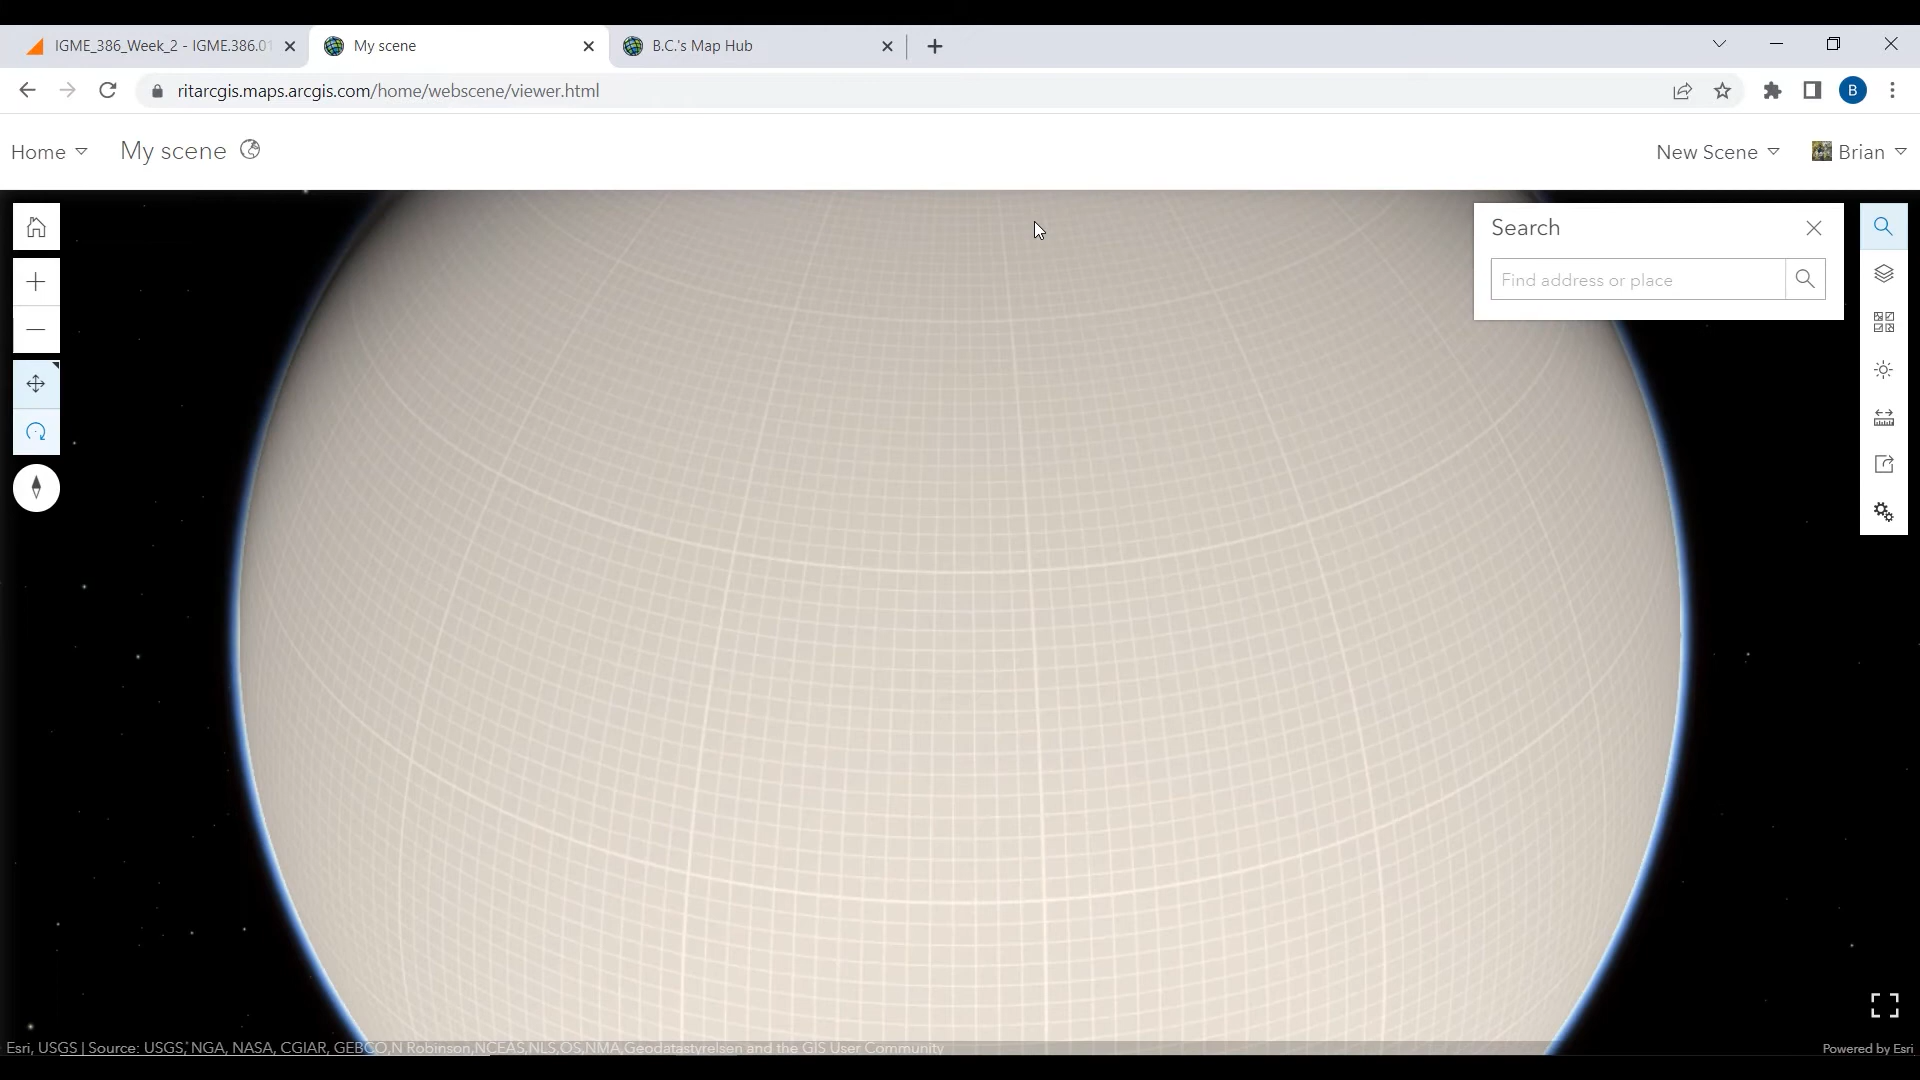 IGME_386_Week_2 - IGME.386.01
My scene
B.C.'s Map Hub
ritarcgis.maps.arcgis.com/home/webscene/viewer.html
B
Home
My scene
New Scene
Brian
Search
Find address or place
Esri, USGS | Source: USGS, NGA, NASA, CGIAR, GEBCO,N Robinson,NCEAS,NLS,OS,NMA,Geodatastyrelsen and the GIS User Community
Powered by Esri